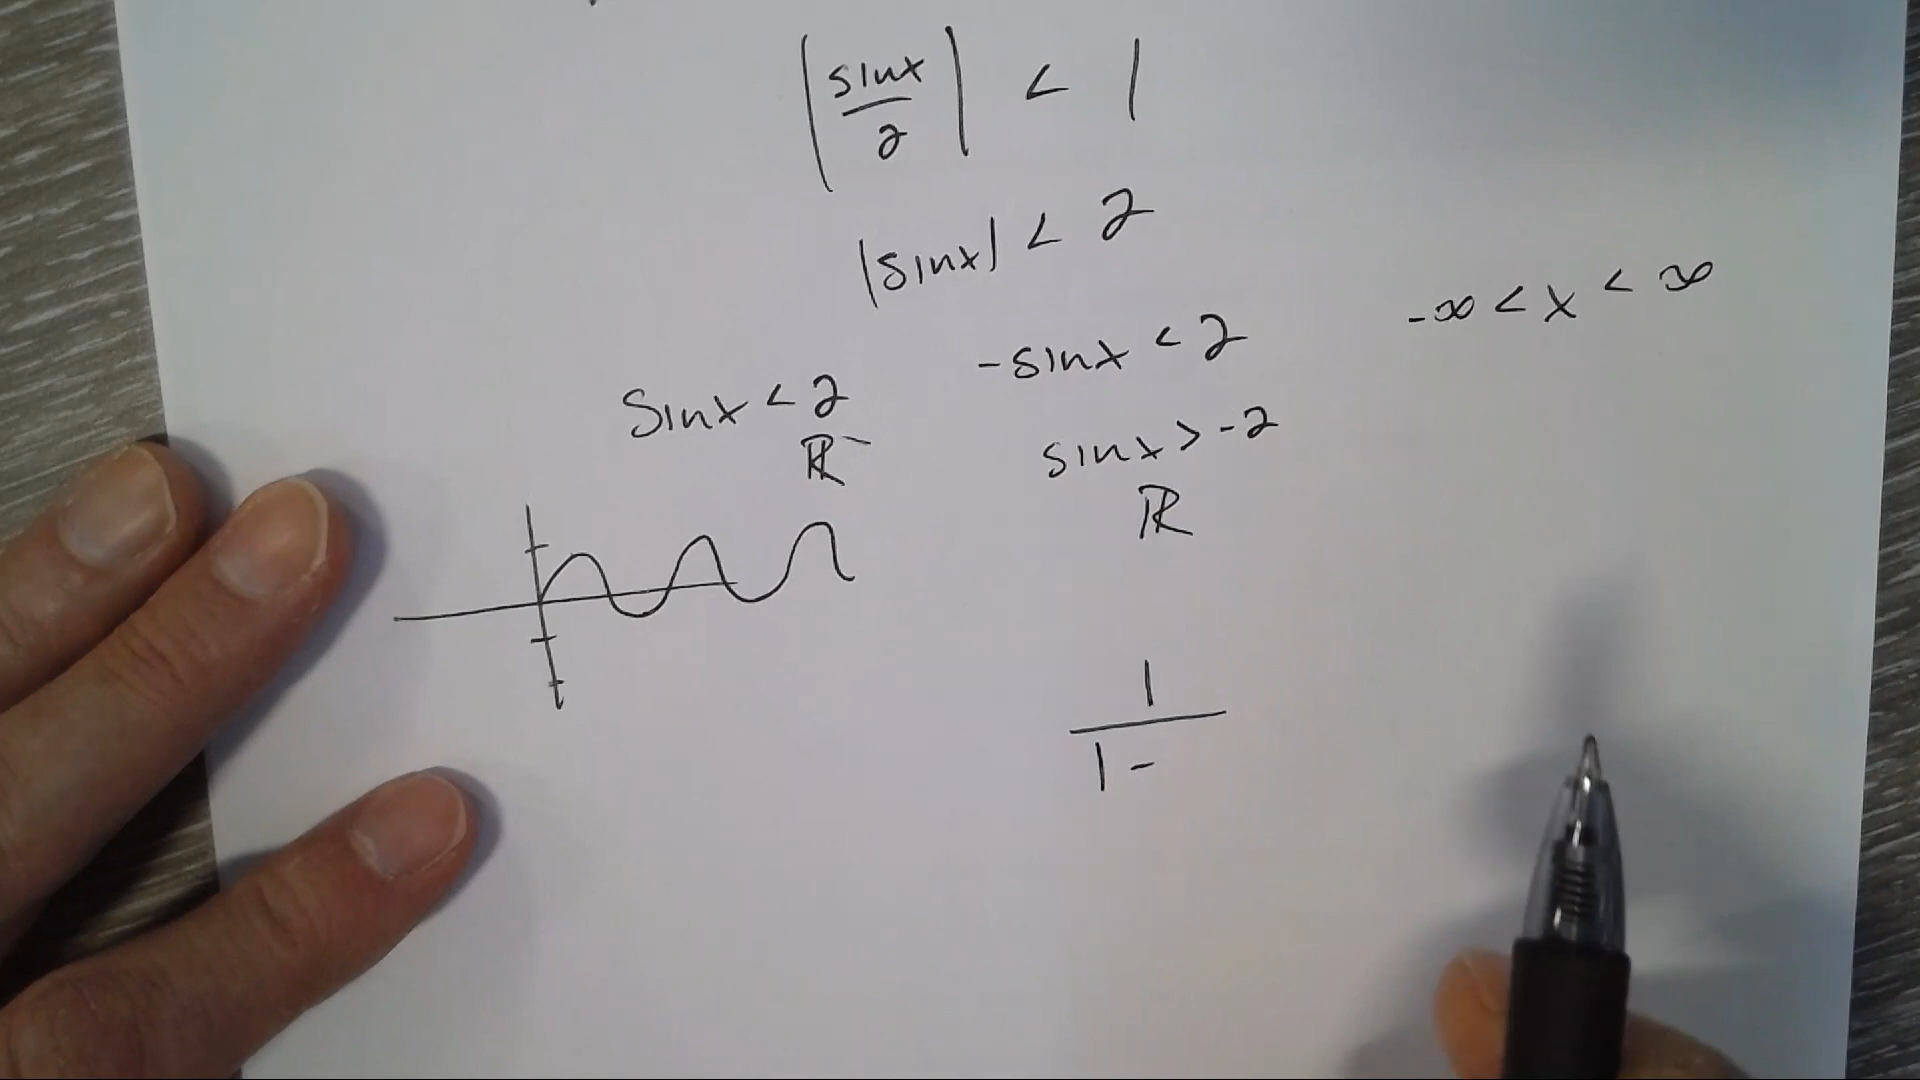 |sinx/2| < 1
|sinx| < 2
-∞ < x < ∞
sinx < 2
-sinx < 2
ℝ
sinx > -2
ℝ
1
1 -